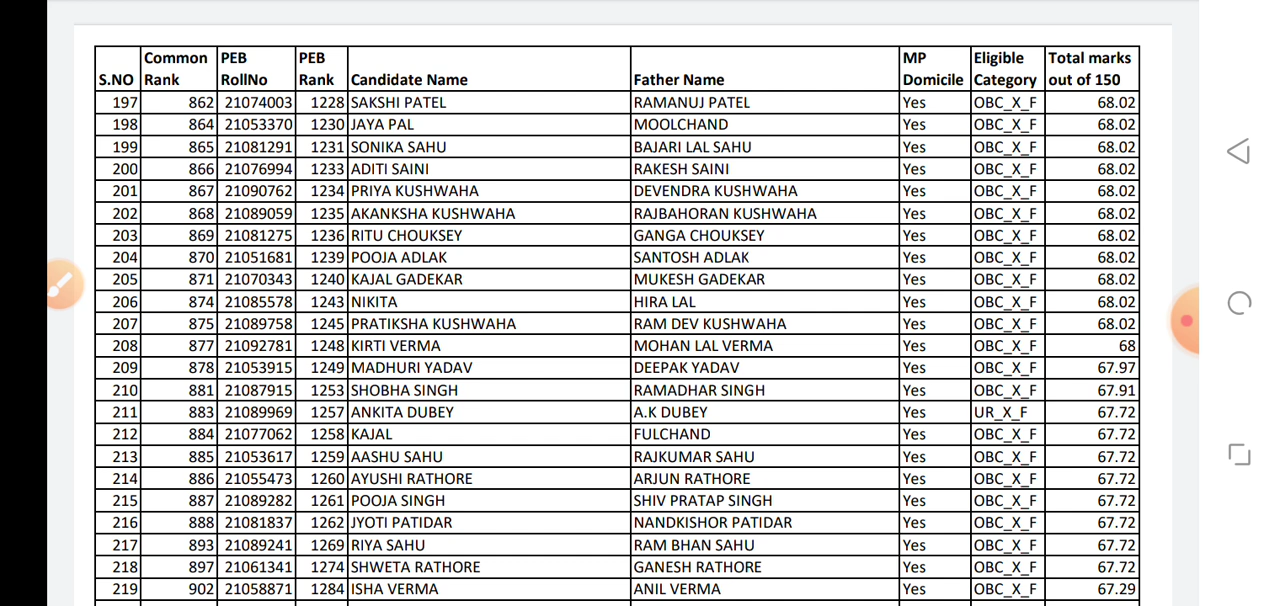 S.NO Common Rank PEB RollNo PEB Rank Candidate Name Father Name MP Domicile Eligible Category Total marks out of 150
197 862 21074003 1228 SAKSHI PATEL RAMANUJ PATEL Yes OBC_X_F 68.02
198 864 21053370 1230 JAYA PAL MOOLCHAND Yes OBC_X_F 68.02
199 865 21081291 1231 SONIKA SAHU BAJARI LAL SAHU Yes OBC_X_F 68.02
200 866 21076994 1233 ADITI SAINI RAKESH SAINI Yes OBC_X_F 68.02
201 867 21090762 1234 PRIYA KUSHWAHA DEVENDRA KUSHWAHA Yes OBC_X_F 68.02
202 868 21089059 1235 AKANKSHA KUSHWAHA RAJBAHORAN KUSHWAHA Yes OBC_X_F 68.02
203 869 21081275 1236 RITU CHOUKSEY GANGA CHOUKSEY Yes OBC_X_F 68.02
204 870 21051681 1239 POOJA ADLAK SANTOSH ADLAK Yes OBC_X_F 68.02
205 871 21070343 1240 KAJAL GADEKAR MUKESH GADEKAR Yes OBC_X_F 68.02
206 874 21085578 1243 NIKITA HIRA LAL Yes OBC_X_F 68.02
207 875 21089758 1245 PRATIKSHA KUSHWAHA RAM DEV KUSHWAHA Yes OBC_X_F 68.02
208 877 21092781 1248 KIRTI VERMA MOHAN LAL VERMA Yes OBC_X_F 68
209 878 21053915 1249 MADHURI YADAV DEEPAK YADAV Yes OBC_X_F 67.97
210 881 21087915 1253 SHOBHA SINGH RAMADHAR SINGH Yes OBC_X_F 67.91
211 883 21089969 1257 ANKITA DUBEY A.K DUBEY Yes UR_X_F 67.72
212 884 21077062 1258 KAJAL FULCHAND Yes OBC_X_F 67.72
213 885 21053617 1259 AASHU SAHU RAJKUMAR SAHU Yes OBC_X_F 67.72
214 886 21055473 1260 AYUSHI RATHORE ARJUN RATHORE Yes OBC_X_F 67.72
215 887 21089282 1261 POOJA SINGH SHIV PRATAP SINGH Yes OBC_X_F 67.72
216 888 21081837 1262 JYOTI PATIDAR NANDKISHOR PATIDAR Yes OBC_X_F 67.72
217 893 21089241 1269 RIYA SAHU RAM BHAN SAHU Yes OBC_X_F 67.72
218 897 21061341 1274 SHWETA RATHORE GANESH RATHORE Yes OBC_X_F 67.72
219 902 21058871 1284 ISHA VERMA ANIL VERMA Yes OBC_X_F 67.29